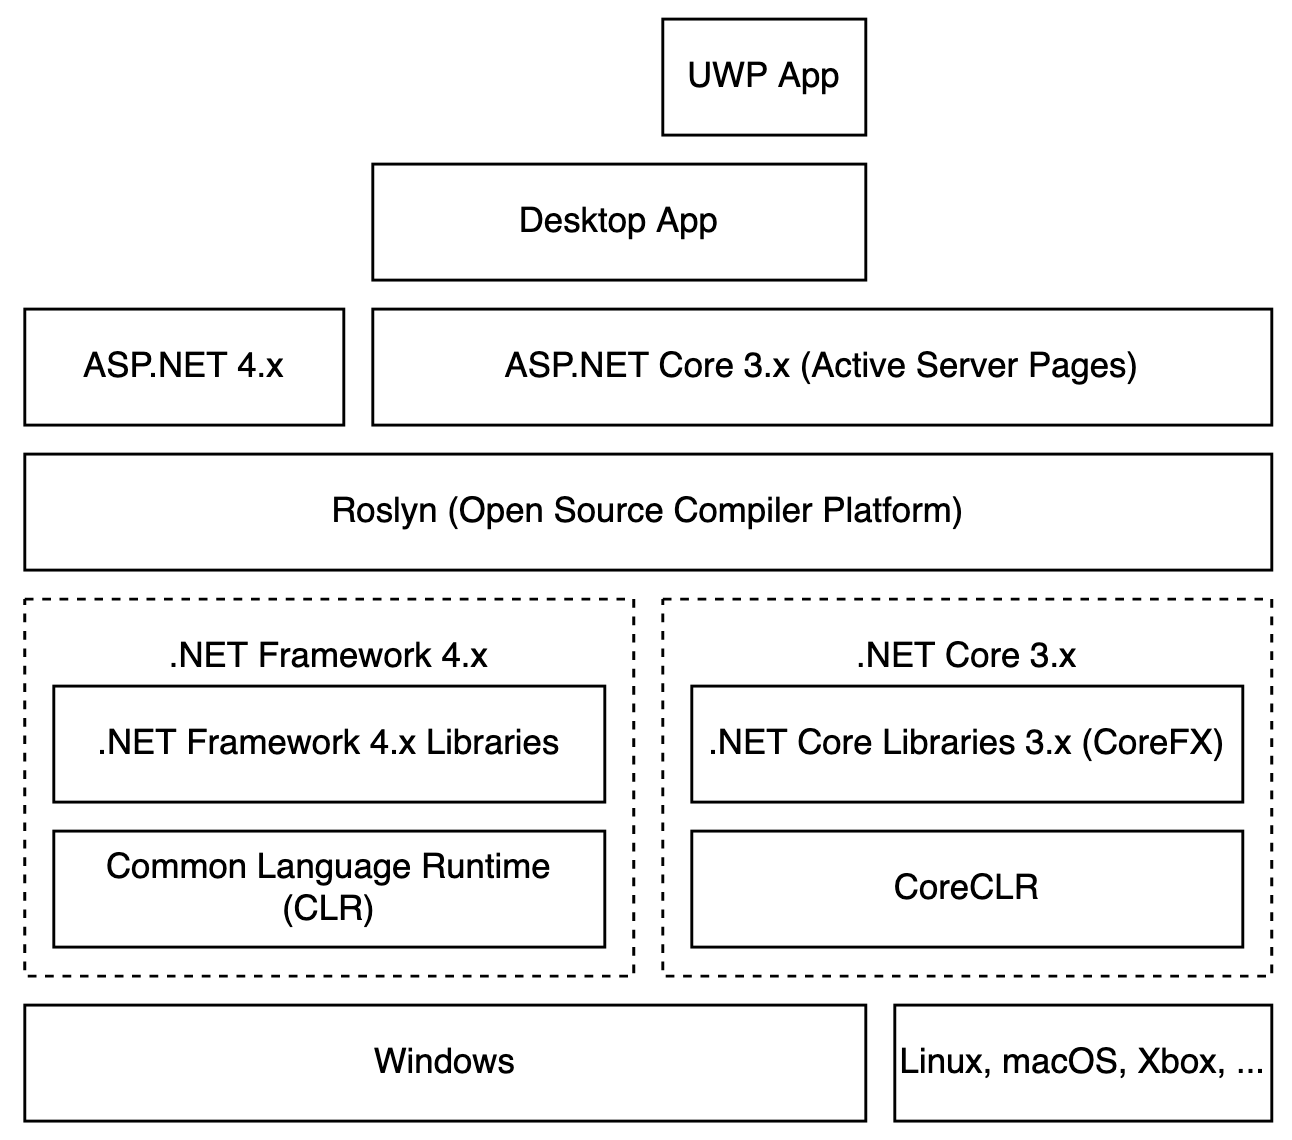 UWP App
Desktop App
ASP.NET 4.x
ASP.NET Core 3.x (Active Server Pages)
Roslyn (Open Source Compiler Platform)
.NET Framework 4.x
.NET Framework 4.x Libraries
Common Language Runtime
(CLR)
.NET Core 3.x
.NET Core Libraries 3.x (CoreFX)
CoreCLR
Windows
Linux, macOS, Xbox, ...